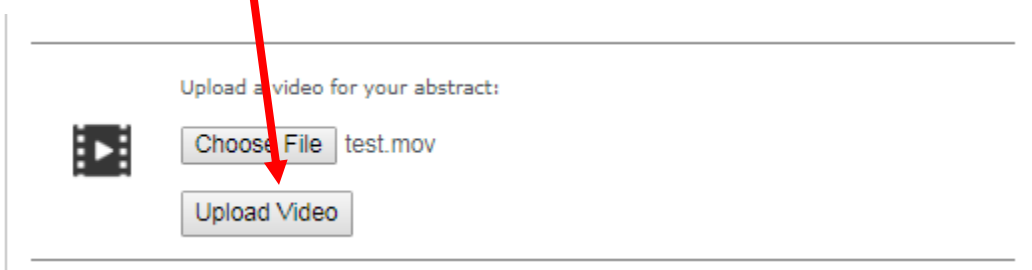 Upload a video for your abstract:
Choose File test.mov
Upload Video